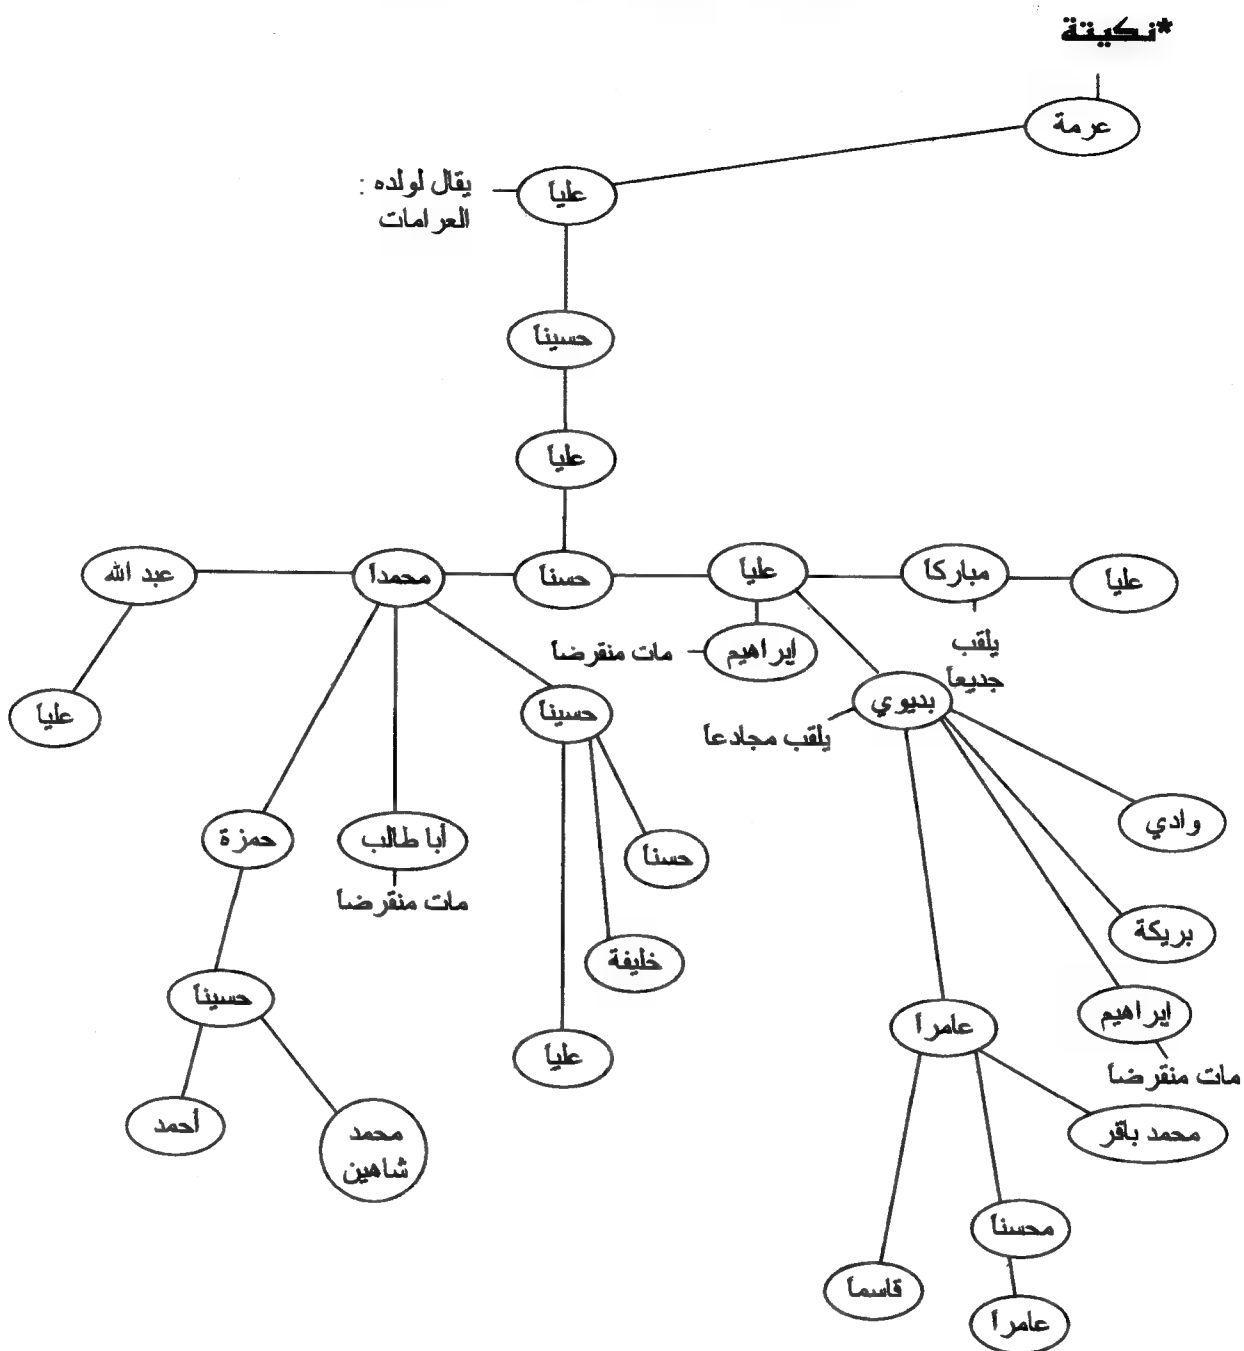 *نكيتة
عرمة
عليا
يقال لولده :
العرامات
حسينا
عليا
عليا
مباركا
عليا
حسنا
محمدا
عبد الله
يلقب
جديعا
إبراهيم
مات منقرضا
بديوي
يلقب مجادعا
حسينا
عليا
وادي
أبا طالب
حمزة
حسنا
مات منقرضا
بريكة
خليفة
حسينا
إبراهيم
عامرا
عليا
مات منقرضا
محمد باقر
أحمد
محمد
شاهين
محسنا
قاسما
عامرا